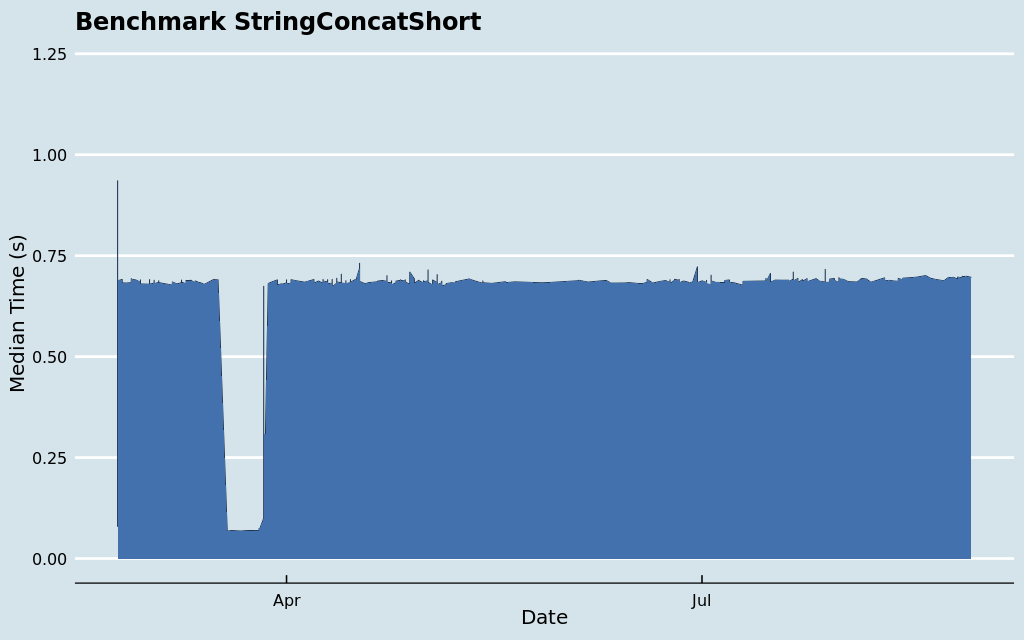 Benchmark StringConcatShort
1.25
1.00
0.75
0.50
0.25
0.00
Median Time (s)
Apr
Jul
Date